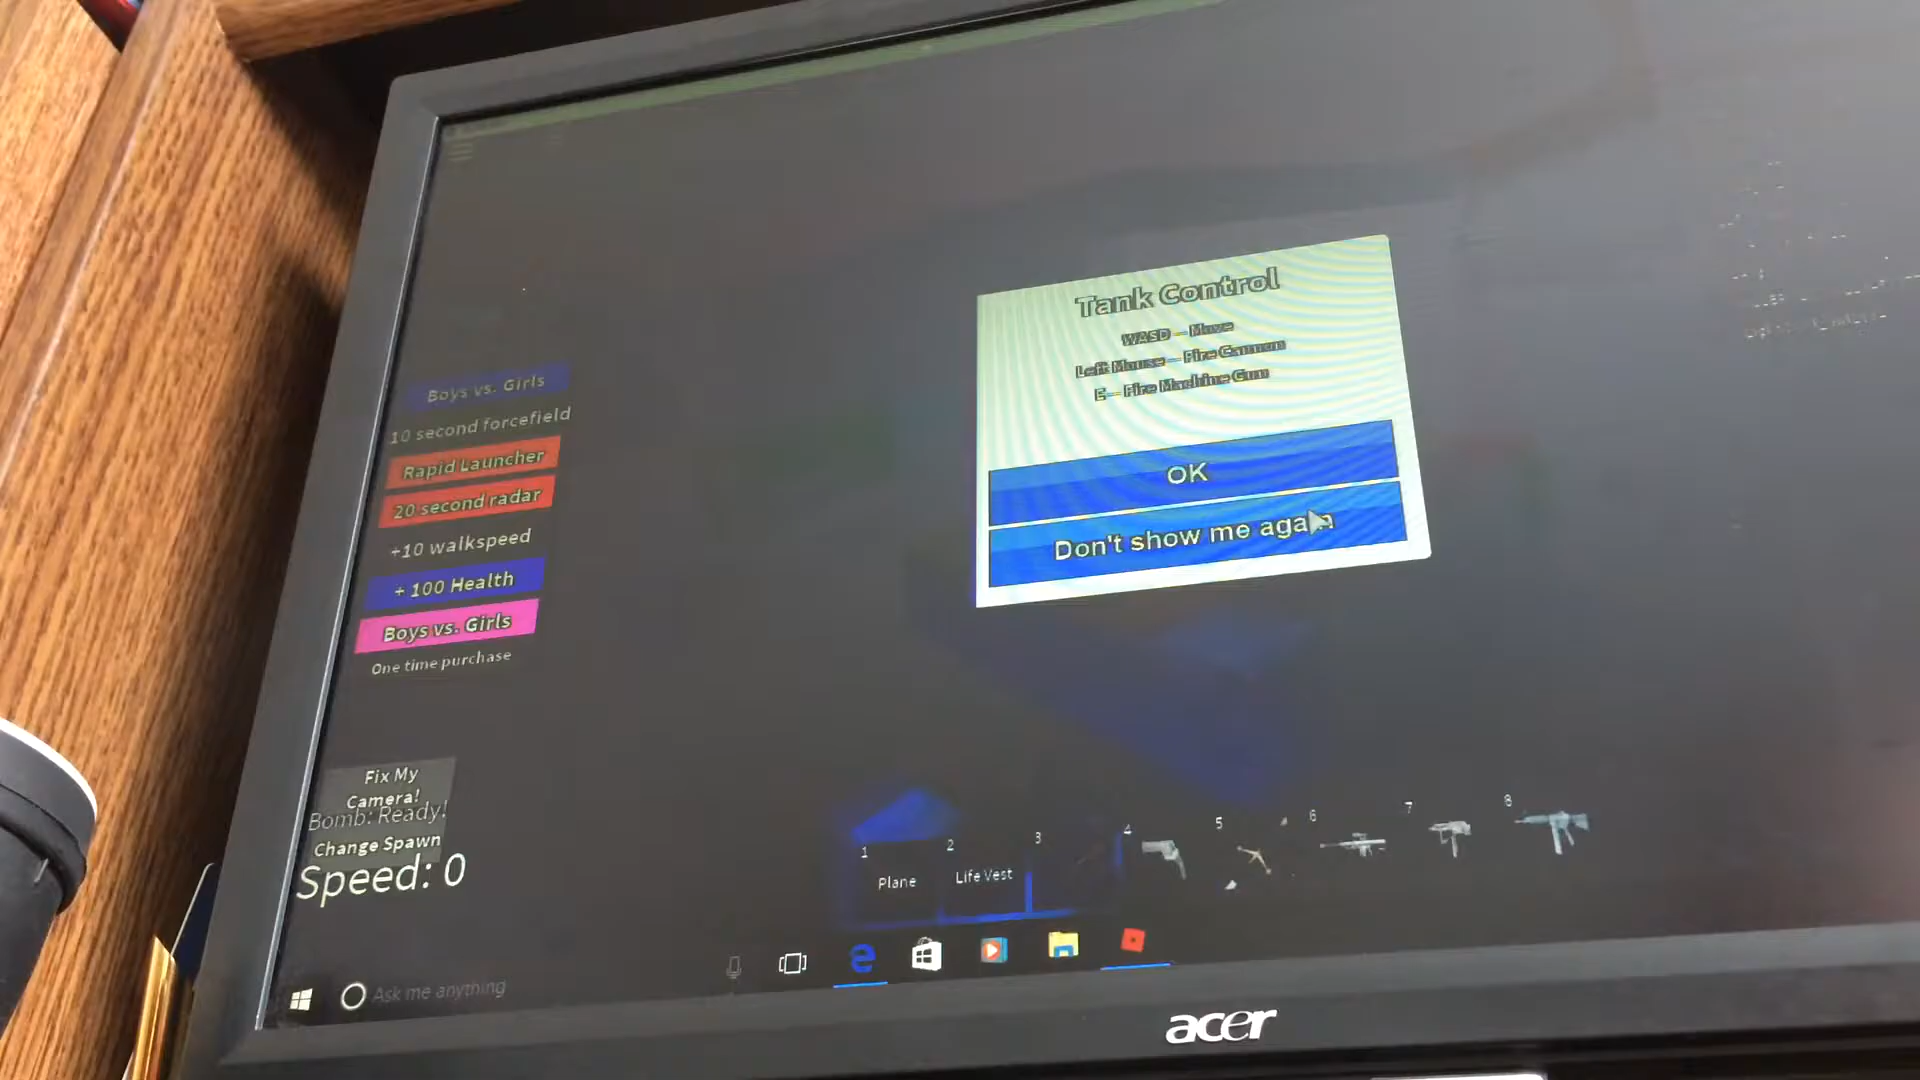 Tank Control
WASD - Move
Left Mouse - Fire Cannon
E - Fire Machine Gun
OK
Don't show me again
Boys vs. Girls
10 second forcefield
Rapid Launcher
20 second radar
+10 walkspeed
+ 100 Health
Boys vs. Girls
One time purchase
Fix My
Camera!
Bomb: Ready!
Change Spawn
Speed: 0
1
Plane
2
Life Vest
3
4
5
6
7
8
Ask me anything
acer